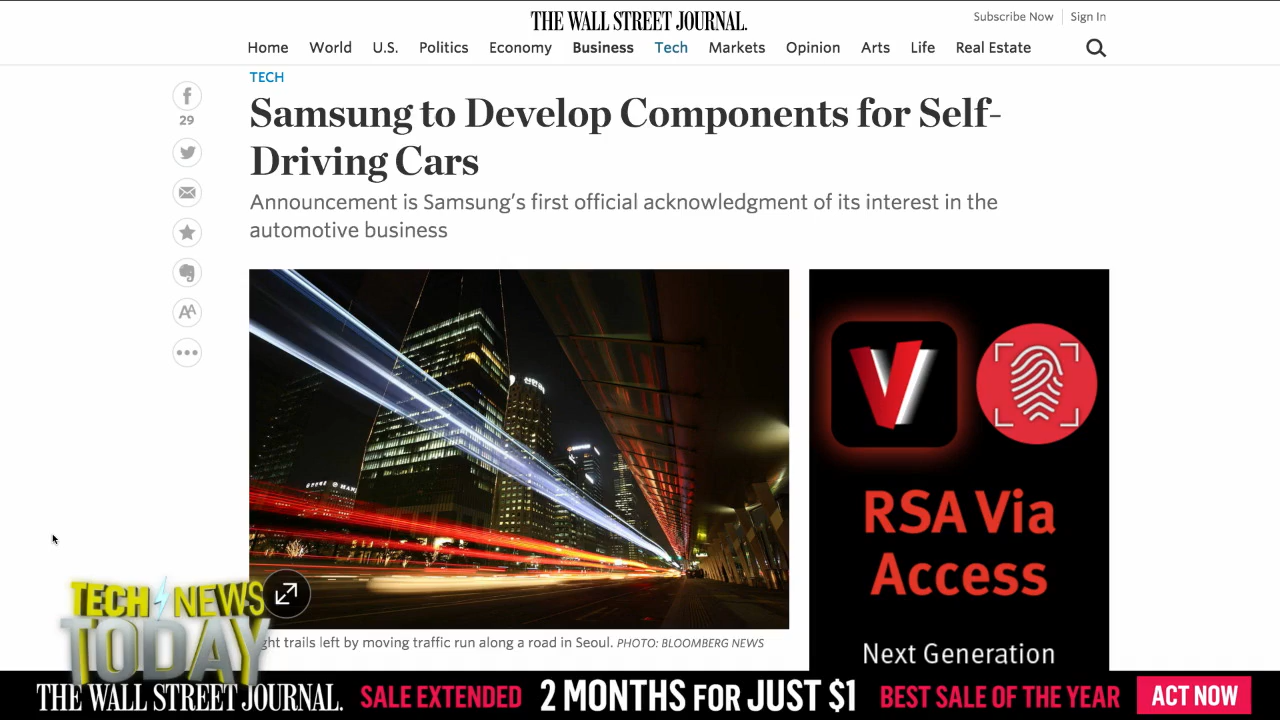 THE WALL STREET JOURNAL.
Subscribe Now
Sign In
Home World U.S. Politics Economy Business Tech Markets Opinion Arts Life Real Estate
TECH
Samsung to Develop Components for Self-
Driving Cars
Announcement is Samsung's first official acknowledgment of its interest in the
automotive business
29
AA
V
RSA Via
Access
Next Generation
TECH NEWS
TODAY
ght trails left by moving traffic run along a road in Seoul. PHOTO: BLOOMBERG NEWS
THE WALL STREET JOURNAL. SALE EXTENDED 2 MONTHS FOR JUST $1 BEST SALE OF THE YEAR ACT NOW